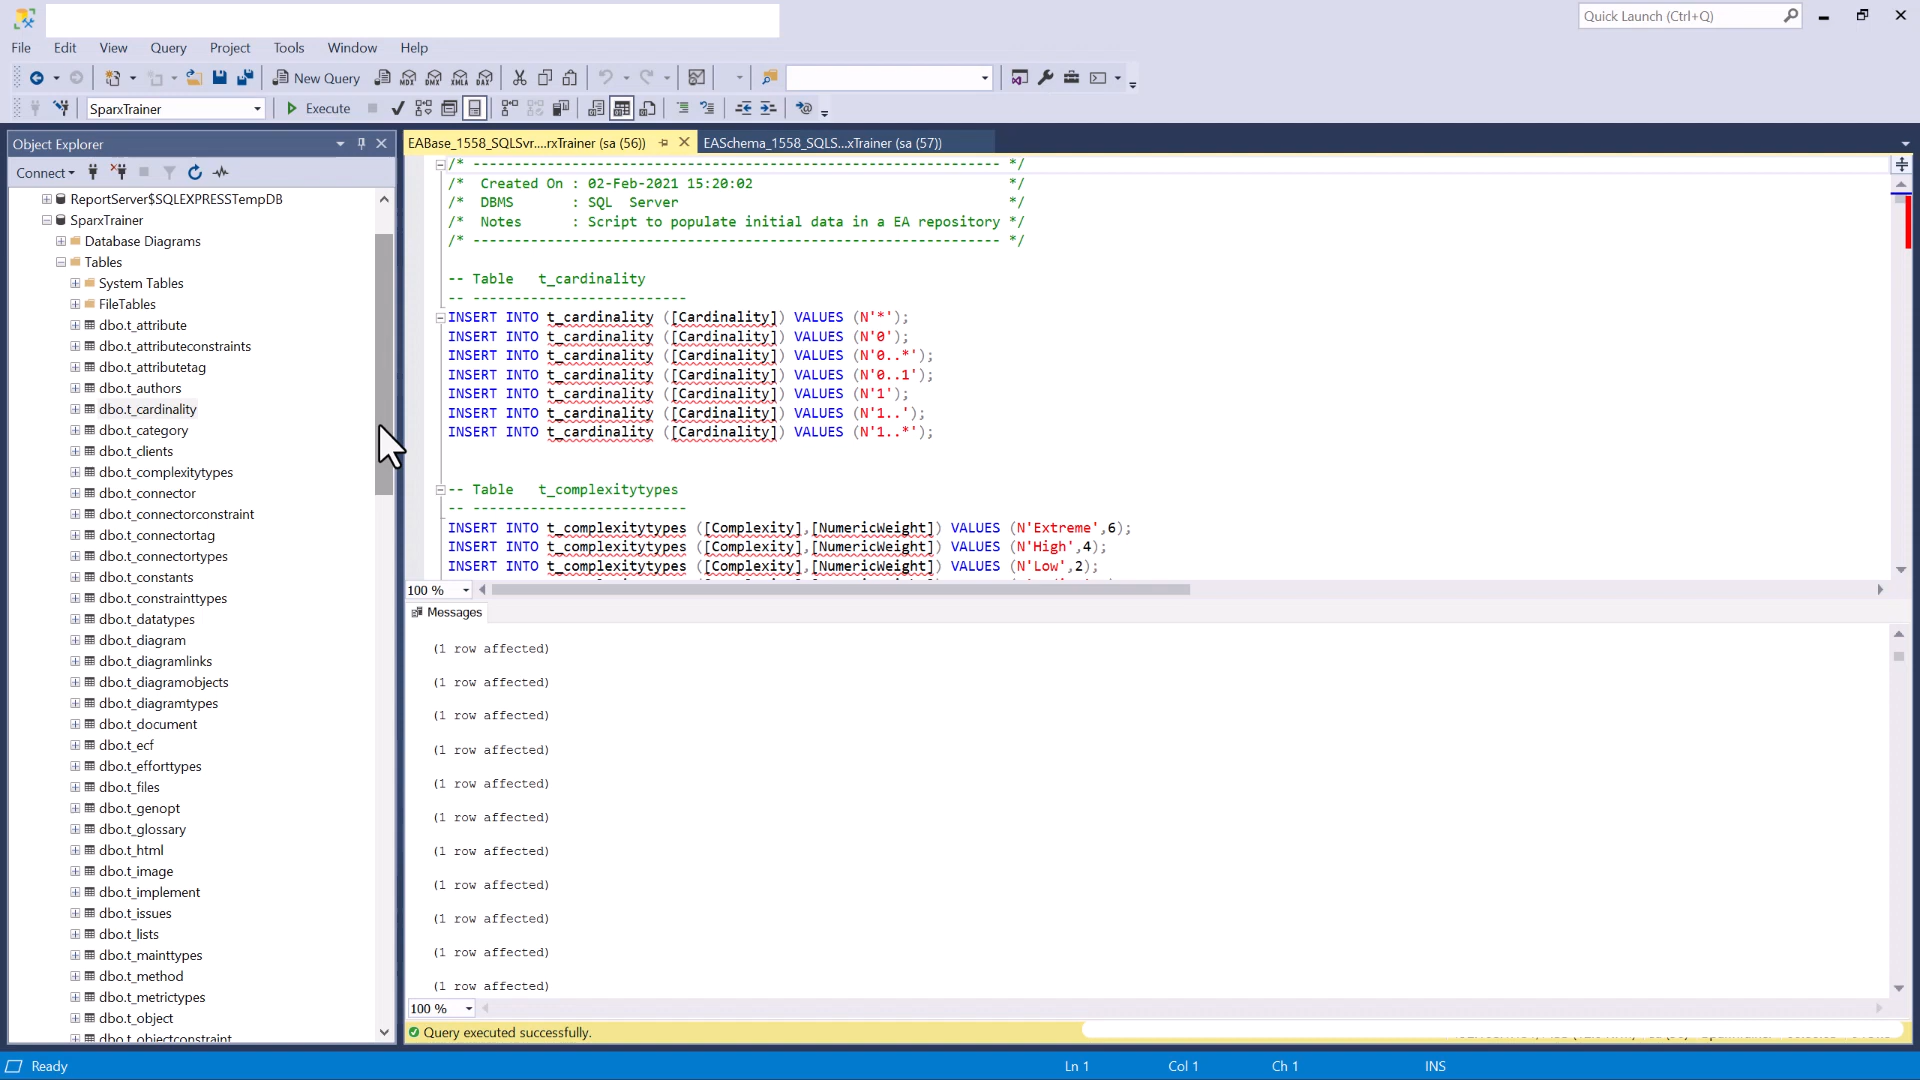 Quick Launch (Ctrl+Q)
File Edit View Query Project Tools Window Help
New Query MDX DMX XMLA DAX
SparxTrainer Execute
Object Explorer
Connect
ReportServer$SQLEXPRESSTempDB
SparxTrainer
Database Diagrams
Tables
System Tables
FileTables
dbo.t_attribute
dbo.t_attributeconstraints
dbo.t_attributetag
dbo.t_authors
dbo.t_cardinality
dbo.t_category
dbo.t_clients
dbo.t_complexitytypes
dbo.t_connector
dbo.t_connectorconstraint
dbo.t_connectortag
dbo.t_connectortypes
dbo.t_constants
dbo.t_constrainttypes
dbo.t_datatypes
dbo.t_diagram
dbo.t_diagramlinks
dbo.t_diagramobjects
dbo.t_diagramtypes
dbo.t_document
dbo.t_ecf
dbo.t_efforttypes
dbo.t_files
dbo.t_genopt
dbo.t_glossary
dbo.t_html
dbo.t_image
dbo.t_implement
dbo.t_issues
dbo.t_lists
dbo.t_mainttypes
dbo.t_method
dbo.t_metrictypes
dbo.t_object
dbo.t_objectconstraint
EABase_1558_SQLSvr....rxTrainer (sa (56)) EASchema_1558_SQLS...xTrainer (sa (57))
/* ---------------------------------------------------------------- */
/* Created On : 02-Feb-2021 15:20:02 */
/* DBMS : SQL Server */
/* Notes : Script to populate initial data in a EA repository */
/* ---------------------------------------------------------------- */
-- Table t_cardinality
-- --------------------------
INSERT INTO t_cardinality ([Cardinality]) VALUES (N'*');
INSERT INTO t_cardinality ([Cardinality]) VALUES (N'0');
INSERT INTO t_cardinality ([Cardinality]) VALUES (N'0..*');
INSERT INTO t_cardinality ([Cardinality]) VALUES (N'0..1');
INSERT INTO t_cardinality ([Cardinality]) VALUES (N'1');
INSERT INTO t_cardinality ([Cardinality]) VALUES (N'1..');
INSERT INTO t_cardinality ([Cardinality]) VALUES (N'1..*');
-- Table t_complexitytypes
-- --------------------------
INSERT INTO t_complexitytypes ([Complexity],[NumericWeight]) VALUES (N'Extreme',6);
INSERT INTO t_complexitytypes ([Complexity],[NumericWeight]) VALUES (N'High',4);
INSERT INTO t_complexitytypes ([Complexity],[NumericWeight]) VALUES (N'Low',2);
100 %
Messages
(1 row affected)
(1 row affected)
(1 row affected)
(1 row affected)
(1 row affected)
(1 row affected)
(1 row affected)
(1 row affected)
(1 row affected)
(1 row affected)
(1 row affected)
100 %
Query executed successfully.
Ready Ln 1 Col 1 Ch 1 INS